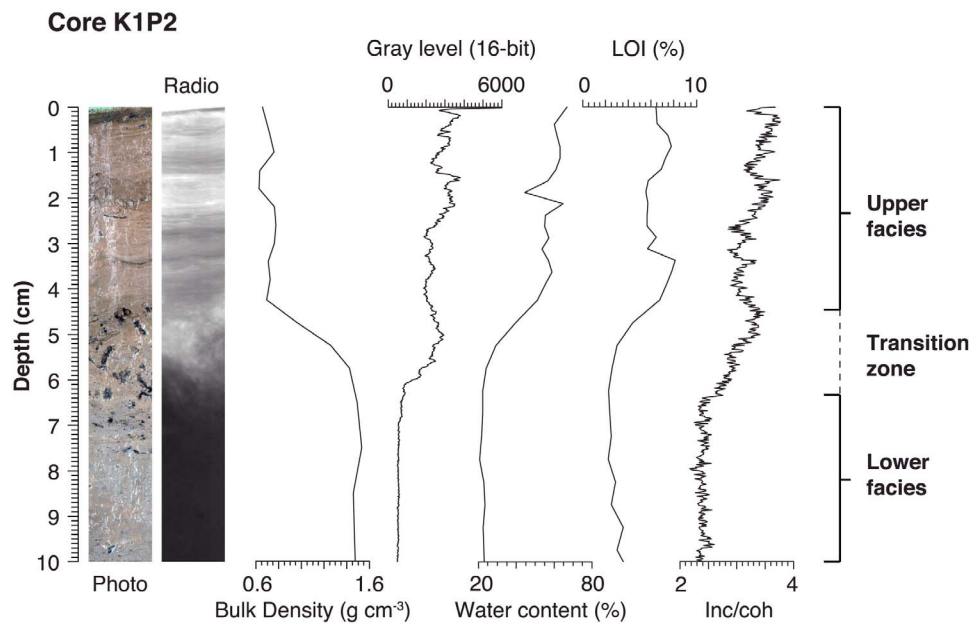 Core K1P2
Gray level (16-bit)
LOI (%)
0 6000 0 10
Radio
0
1
2
3
4
5
6
7
8
9
10
Depth (cm)
Upper
facies
Transition
zone
Lower
facies
Photo
0.6 1.6 20 80 2 4
Bulk Density (g cm-3) Water content (%) Inc/coh